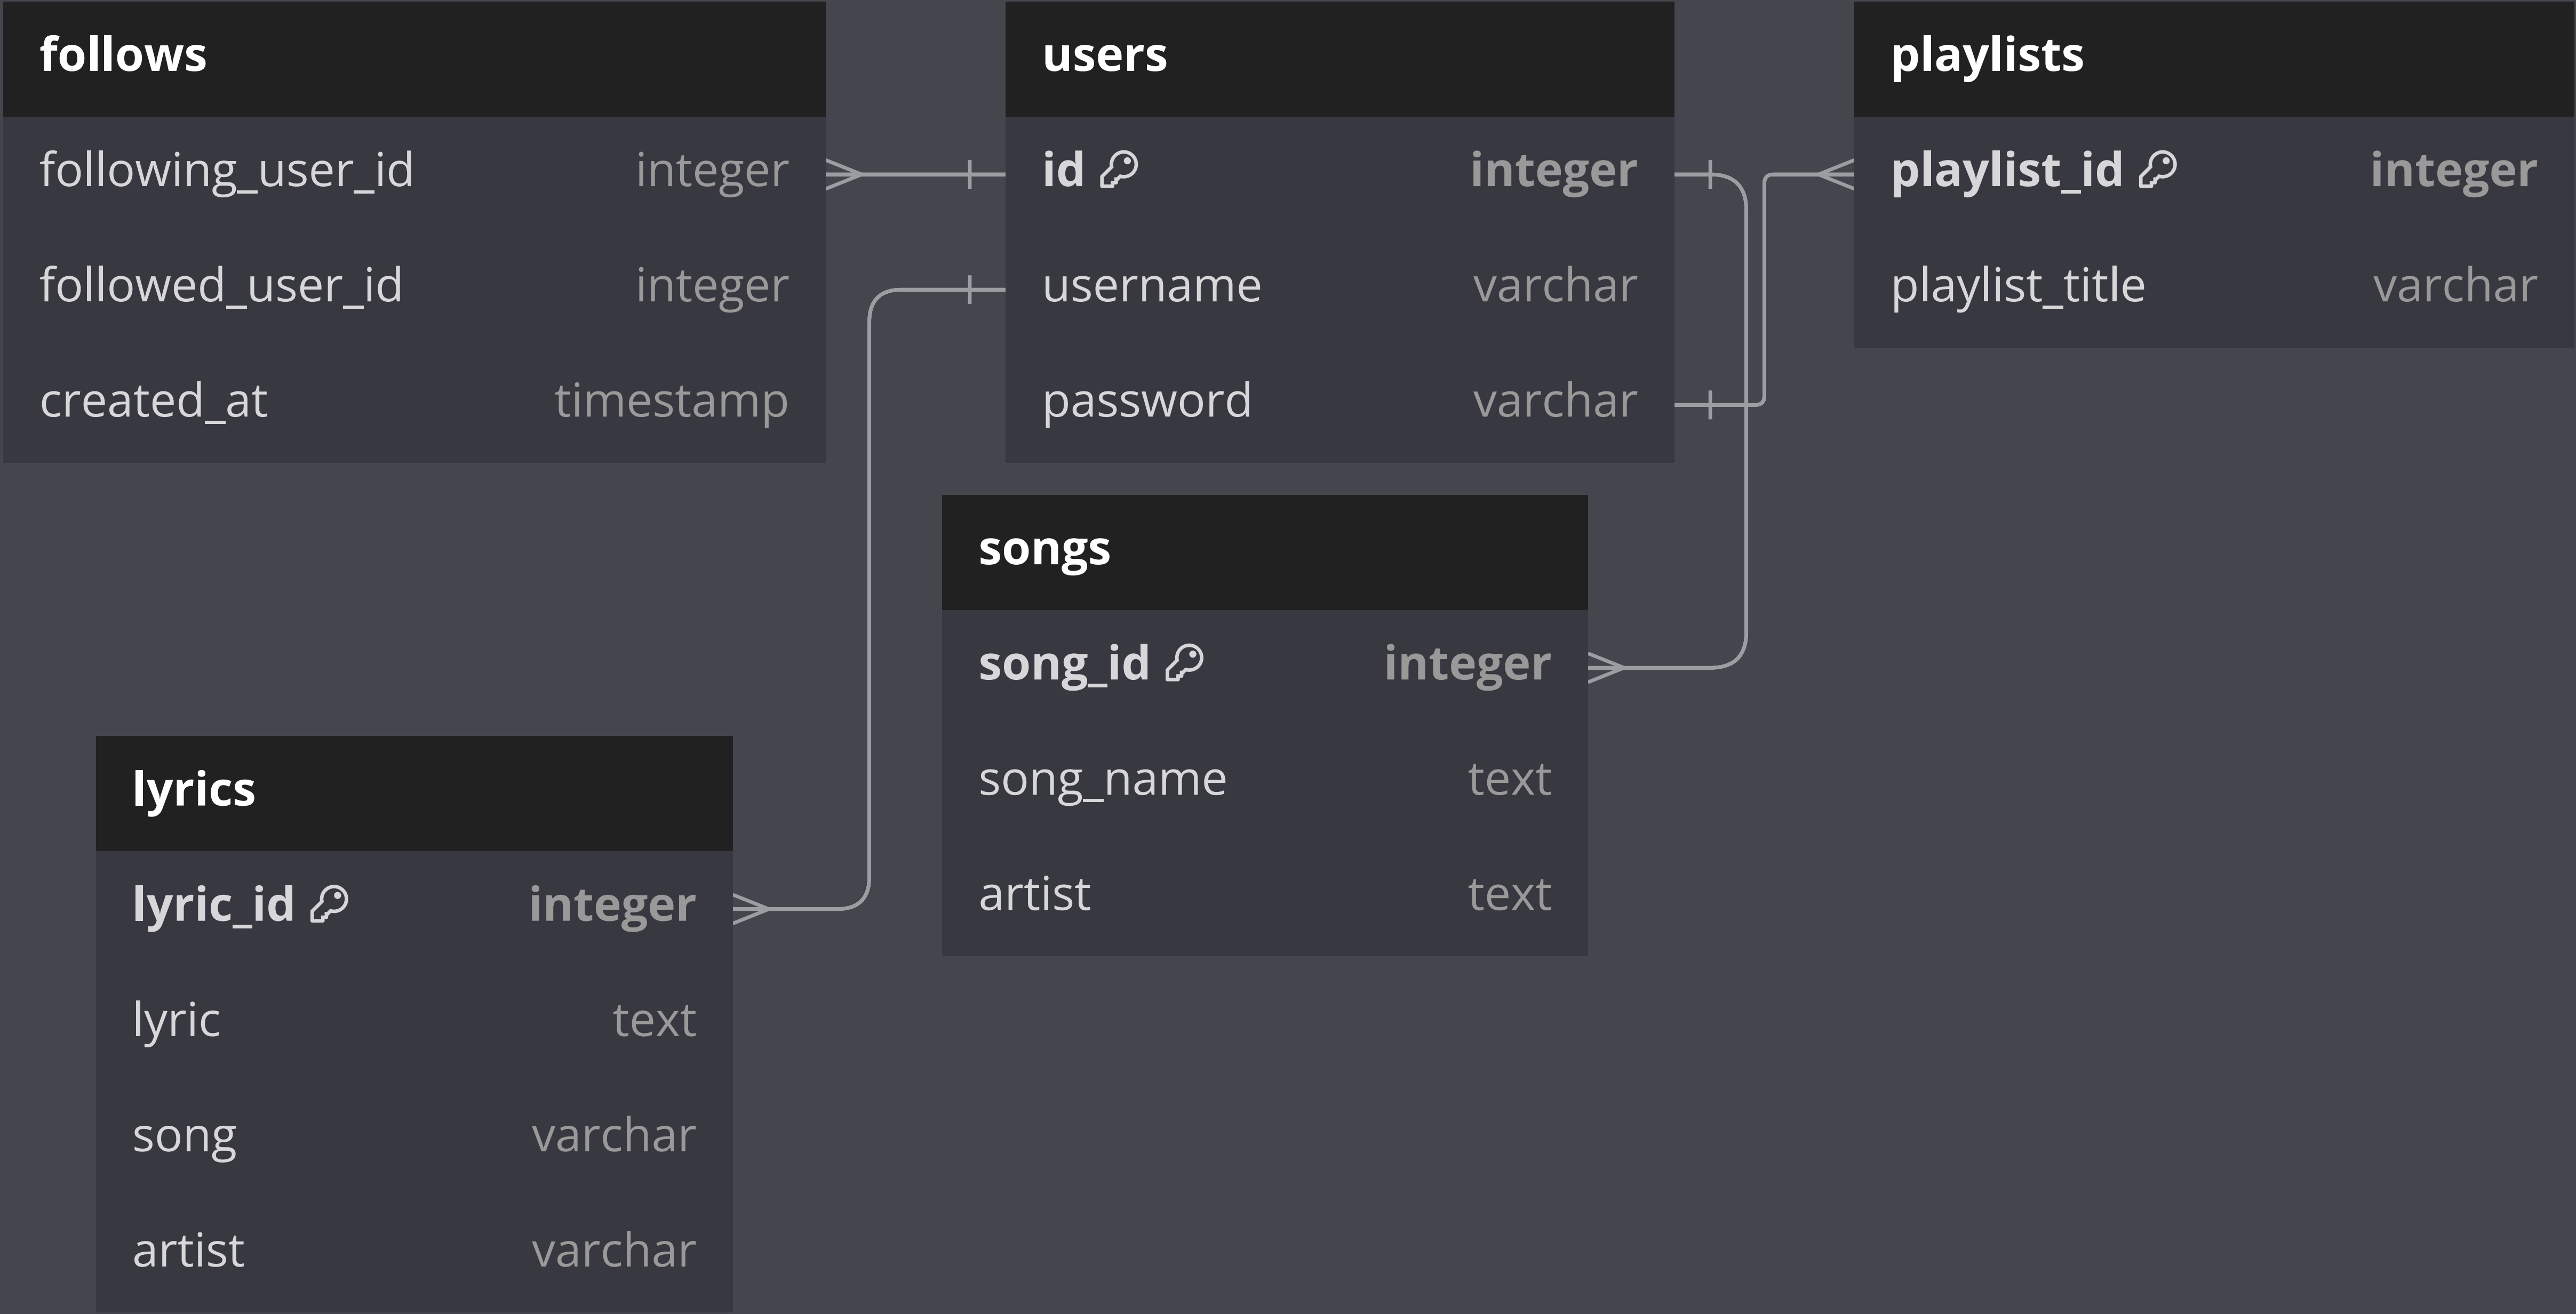 follows
following_user_id integer
followed_user_id integer
created_at timestamp
users
id integer
username varchar
password varchar
playlists
playlist_id integer
playlist_title varchar
songs
song_id integer
song_name text
artist text
lyrics
lyric_id integer
lyric text
song varchar
artist varchar